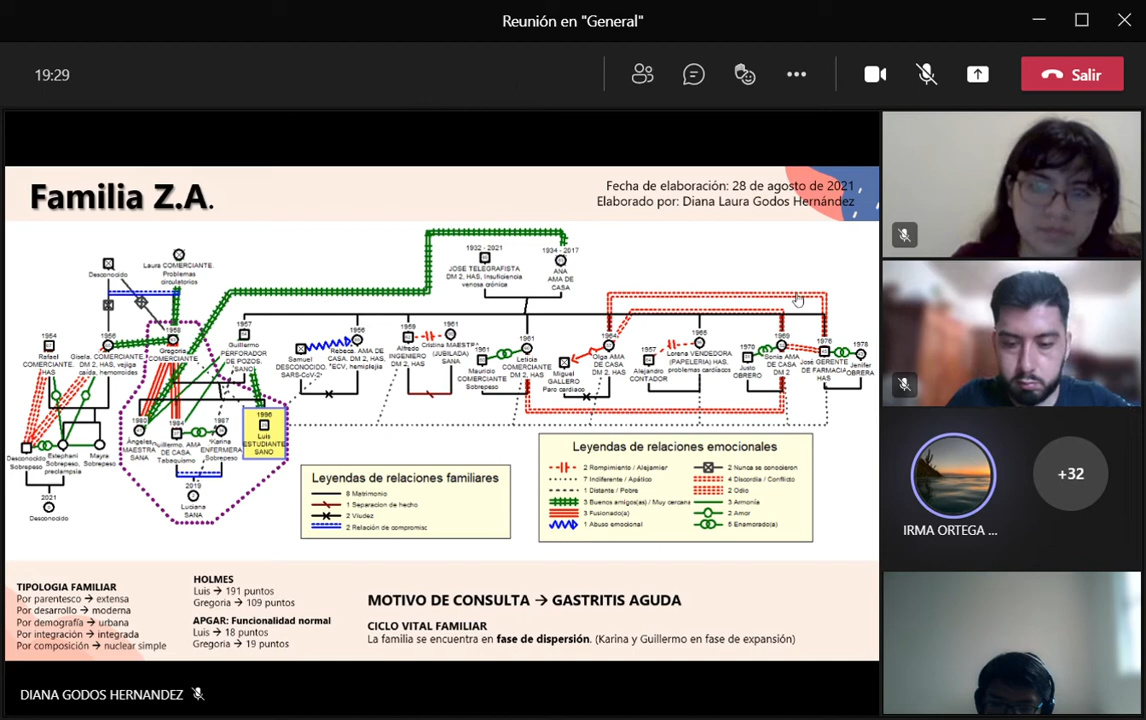 Reunión en "General"
19:29
Salir
Familia Z.A.
Fecha de elaboración: 28 de agosto de 2021
Elaborado por: Diana Laura Godos Hernández
Laura COMERCIANTE.
Problemas
circulatorios
Desconocido
1932 - 2021
JOSE TELEGRAFISTA
DM 2, HAS, Insuficiencia
venosa crónica
1934 - 2017
ANA
AMA DE
CASA
1954
Rafael
COMERCIANTE
HAS
1956
Gisela. COMERCIANTE
DM 2, HAS, vejiga
caida, hemorroides
1958
Gregoria
COMERCIANTE
1957
Guillermo
PERFORADOR
DE POZOS.
SANO
Samuel
DESCONOCIDO.
SARS-CoV-2
1956
Rebeca. AMA DE
CASA. DM 2, HAS,
*ECV, hemiplejia
1959
Alfredo
INGENIERO
DM 2, HAS
1961
Cristina MAESTRA
(JUBILADA)
SANA
1961
Mauricio
COMERCIANTE
Sobrepeso
1961
Leticia
COMERCIANTE
DM 2, HAS
Miguel
GALLERO
Paro cardiaco
1964
Olga AMA
DE CASA
DM 2, HAS
1957
Alejandro
CONTADOR
1965
Lorena VENDEDORA
(PAPELERIA) HAS,
problemas cardiacos
1970
Justo
OBRERO
1969
Sonia AMA
DE CASA
DM 2
1976
José GERENTE
DE FARMACIA
HAS
1978
Jenifer
OBRERA
Desconocido
Sobrepeso
Estephani
Sobrepeso,
preclampsia
Mayra
Sobrepeso
2021
Desconocido
1980
Ángeles
MAESTRA
SANA
1984
Guillermo. AMA
DE CASA.
Tabaquismo
1987
Karina
ENFERMERA
Sobrepeso
1996
Luis
ESTUDIANTE
SANO
2019
Luciana
SANA
Leyendas de relaciones familiares
8 Matrimonio
1 Separacion de hecho
2 Viudez
2 Relación de compromiso
Leyendas de relaciones emocionales
2 Rompimiento / Alejamier
7 Indiferente / Apático
1 Distante / Pobre
3 Buenos amigos(as) / Muy cercana
3 Fusionado(a)
1 Abuso emocional
2 Nunca se conocieron
4 Discordia / Conflicto
2 Odio
3 Armonía
2 Amor
5 Enamorado(a)
TIPOLOGIA FAMILIAR
Por parentesco → extensa
Por desarrollo → moderna
Por demografía → urbana
Por integración → integrada
Por composición → nuclear simple
HOLMES
Luis → 191 puntos
Gregoria → 109 puntos
APGAR: Funcionalidad normal
Luis → 18 puntos
Gregoria → 19 puntos
MOTIVO DE CONSULTA → GASTRITIS AGUDA
CICLO VITAL FAMILIAR
La familia se encuentra en fase de dispersión. (Karina y Guillermo en fase de expansión)
DIANA GODOS HERNANDEZ
IRMA ORTEGA ...
+32